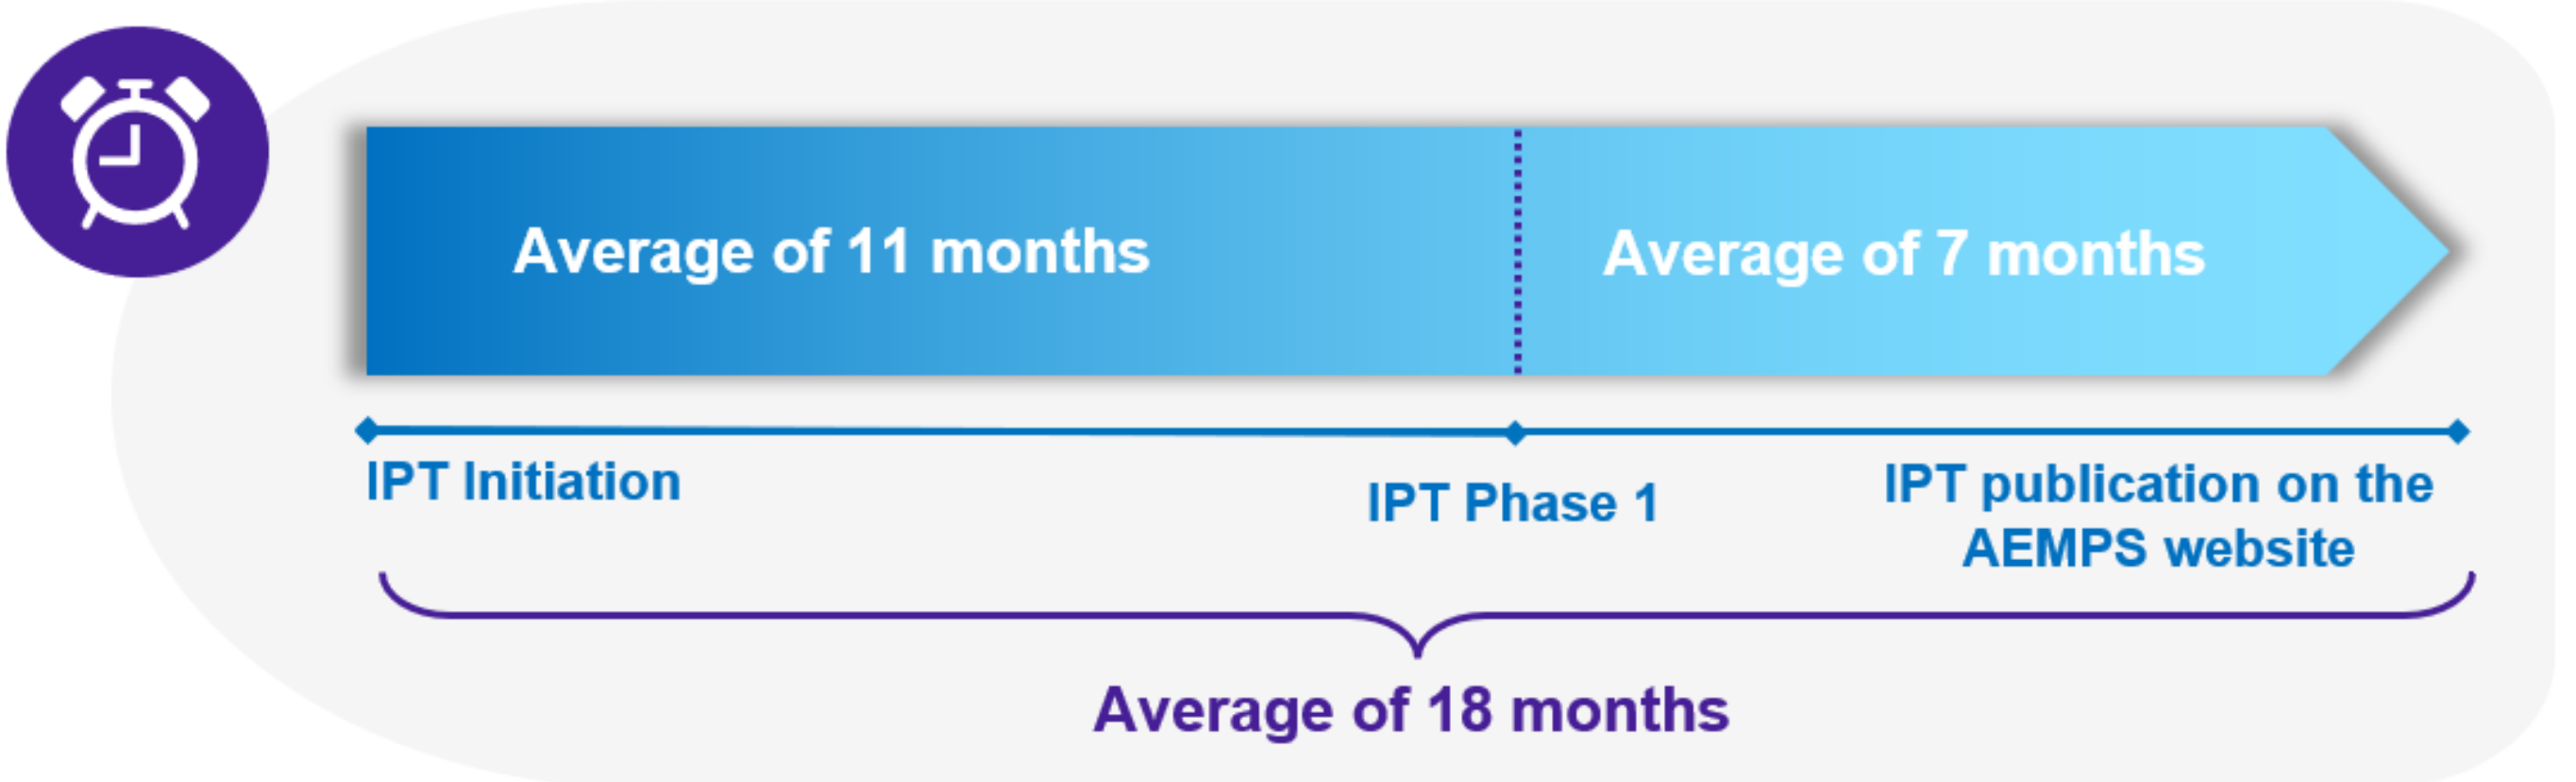 Average of 11 months
Average of 7 months
IPT Initiation
IPT Phase 1
IPT publication on the
AEMPS website
Average of 18 months